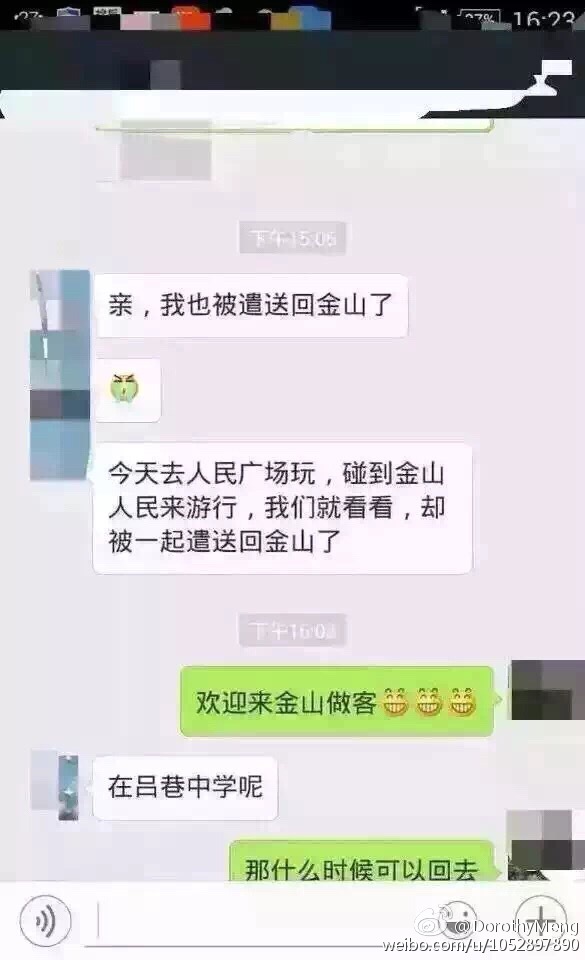 27%
16:23
下午15:06
亲，我也被遣送回金山了
今天去人民广场玩，碰到金山
人民来游行，我们就看看，却
被一起遣送回金山了
下午16:03
欢迎来金山做客
在吕巷中学呢
那什么时候可以回去
@DorothyMeng
weibo.com/u/1052897890